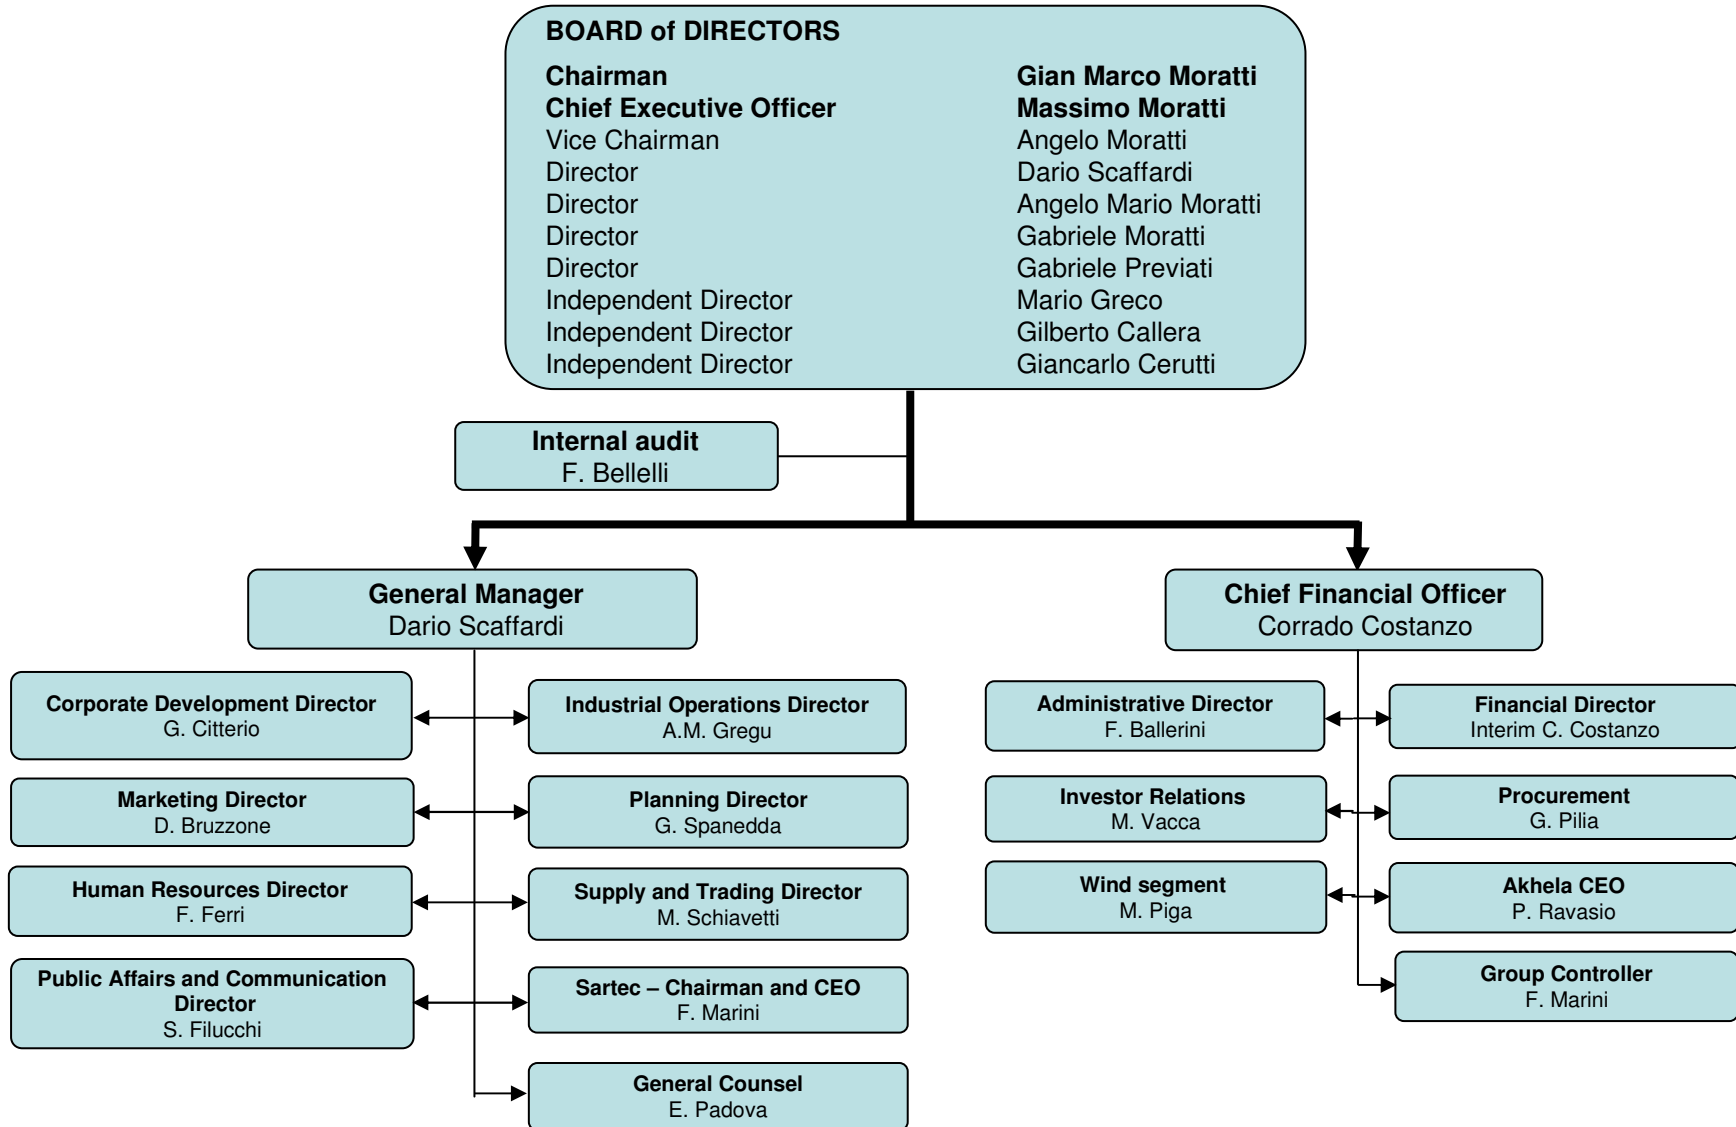 BOARD of DIRECTORS
Chairman Gian Marco Moratti
Chief Executive Officer Massimo Moratti
Vice Chairman Angelo Moratti
Director Dario Scaffardi
Director Angelo Mario Moratti
Director Gabriele Moratti
Director Gabriele Previati
Independent Director Mario Greco
Independent Director Gilberto Callera
Independent Director Giancarlo Cerutti
Internal audit
F. Bellelli
General Manager
Dario Scaffardi
Chief Financial Officer
Corrado Costanzo
Corporate Development Director
G. Citterio
Industrial Operations Director
A.M. Gregu
Marketing Director
D. Bruzzone
Planning Director
G. Spanedda
Human Resources Director
F. Ferri
Supply and Trading Director
M. Schiavetti
Public Affairs and Communication
Director
S. Filucchi
Sartec – Chairman and CEO
F. Marini
General Counsel
E. Padova
Administrative Director
F. Ballerini
Financial Director
Interim C. Costanzo
Investor Relations
M. Vacca
Procurement
G. Pilia
Wind segment
M. Piga
Akhela CEO
P. Ravasio
Group Controller
F. Marini